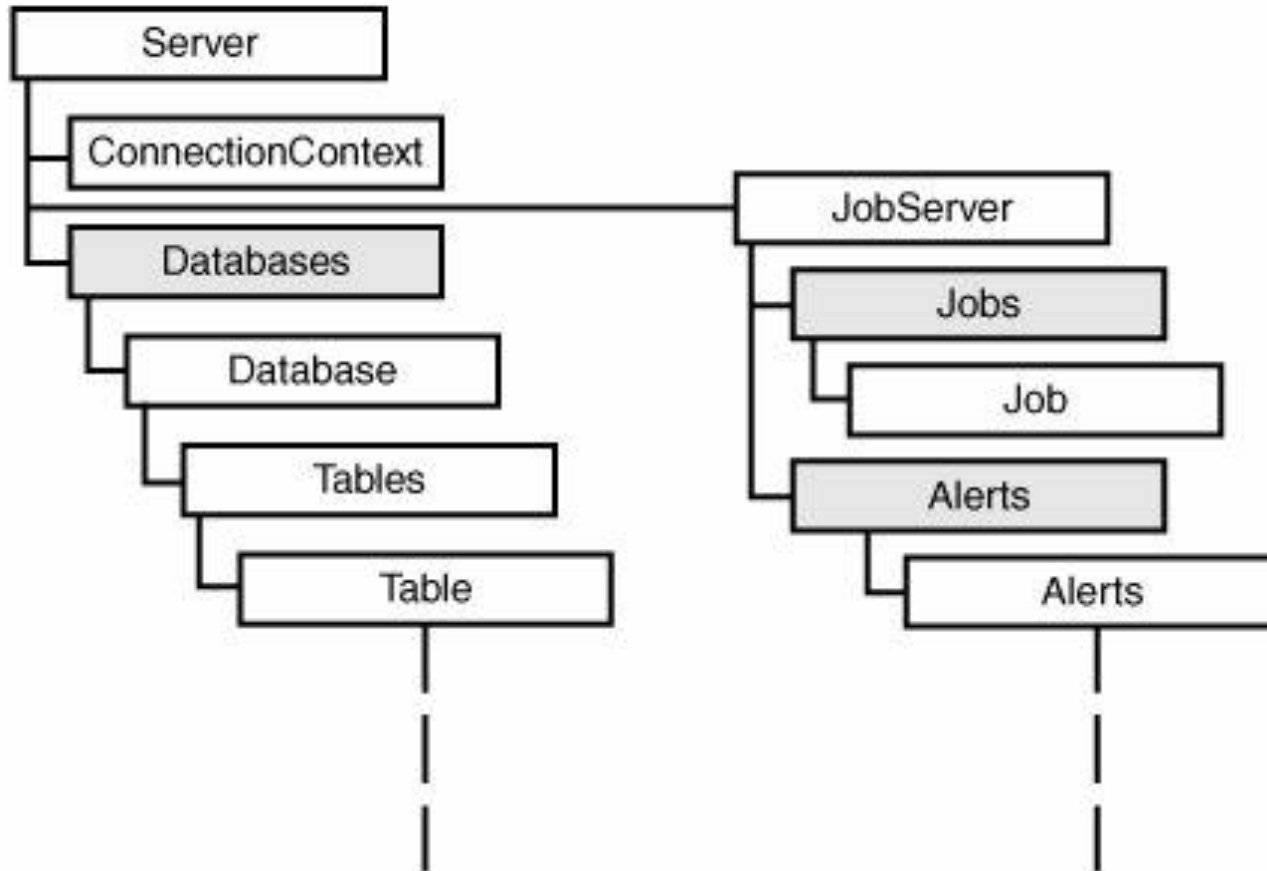 Server
ConnectionContext
Databases
Database
Tables
Table
JobServer
Jobs
Job
Alerts
Alerts